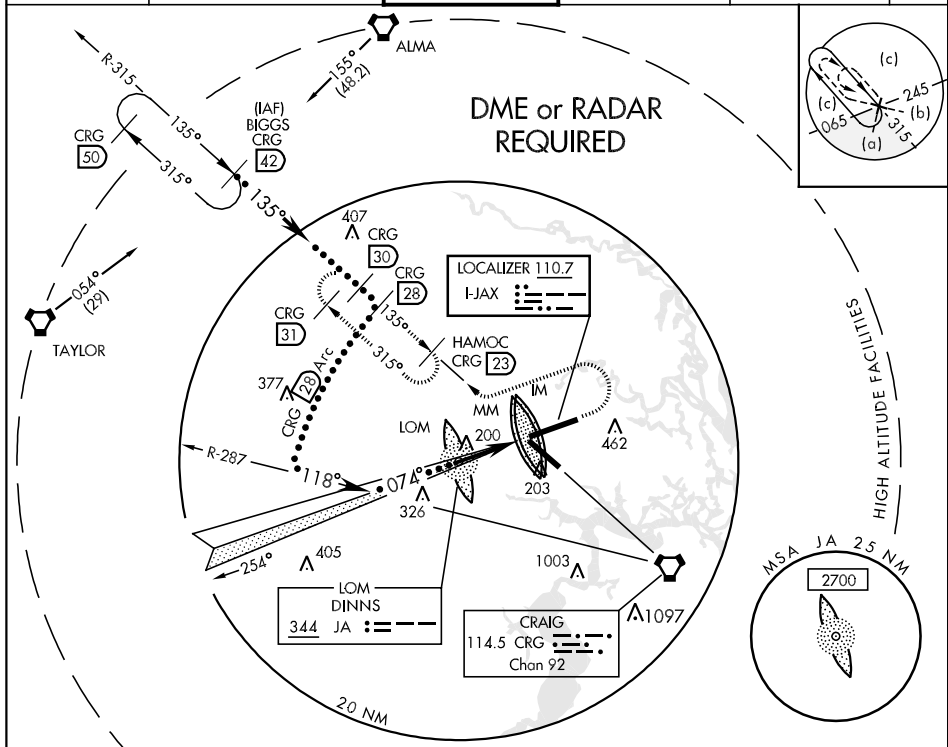 ALMA
155°
(48.2)
R-315
135°
315°
CRG
50
(IAF)
BIGGS
CRG
42
135°
DME or RADAR
REQUIRED
(c)
(c)
245
(b)
065
(a)
315
054°
(29)
TAYLOR
407
CRG
30
CRG
28
CRG
31
135°
315°
HAMOC
CRG 23
LOCALIZER 110.7
I-JAX
377
CRG 28 Arc
R-287
118°
074°
254°
LOM
MM
IM
200
203
462
326
405
1003
1097
LOM
DINNS
344 JA
CRAIG
114.5 CRG
Chan 92
20 NM
HIGH ALTITUDE FACILITIES
MSA JA 25 NM
2700